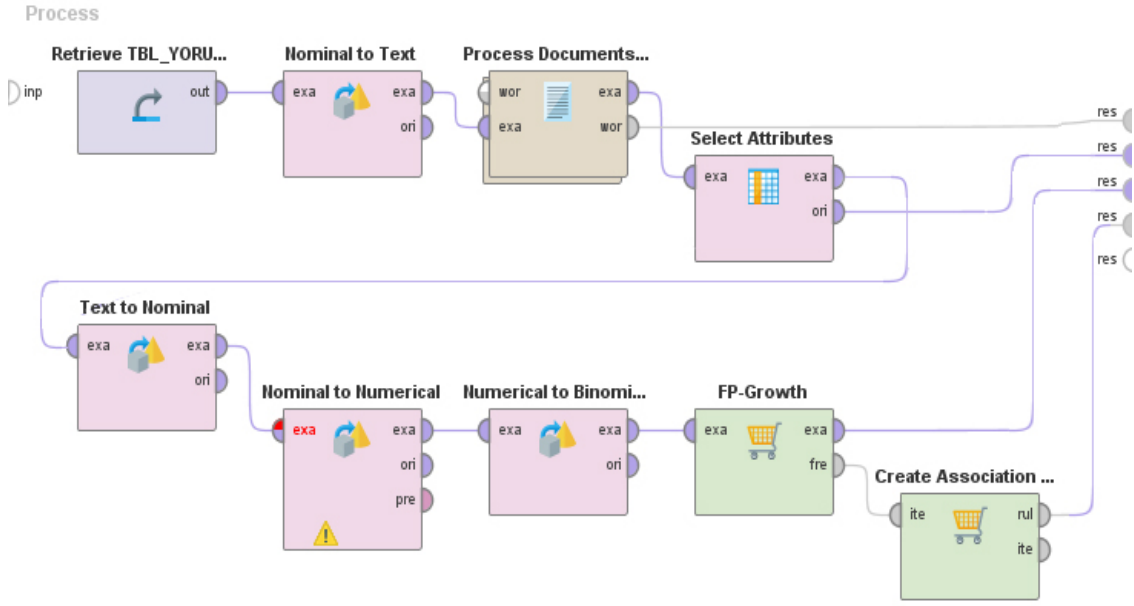 Process
Retrieve TBL_YORU...
Nominal to Text
Process Documents...
inp
out
exa
exa
ori
wor
exa
exa
wor
res
Select Attributes
exa
exa
ori
res
res
res
res
Text to Nominal
exa
exa
ori
Nominal to Numerical
Numerical to Binomi...
FP-Growth
exa
exa
ori
pre
exa
exa
ori
exa
exa
fre
Create Association ...
ite
rul
ite